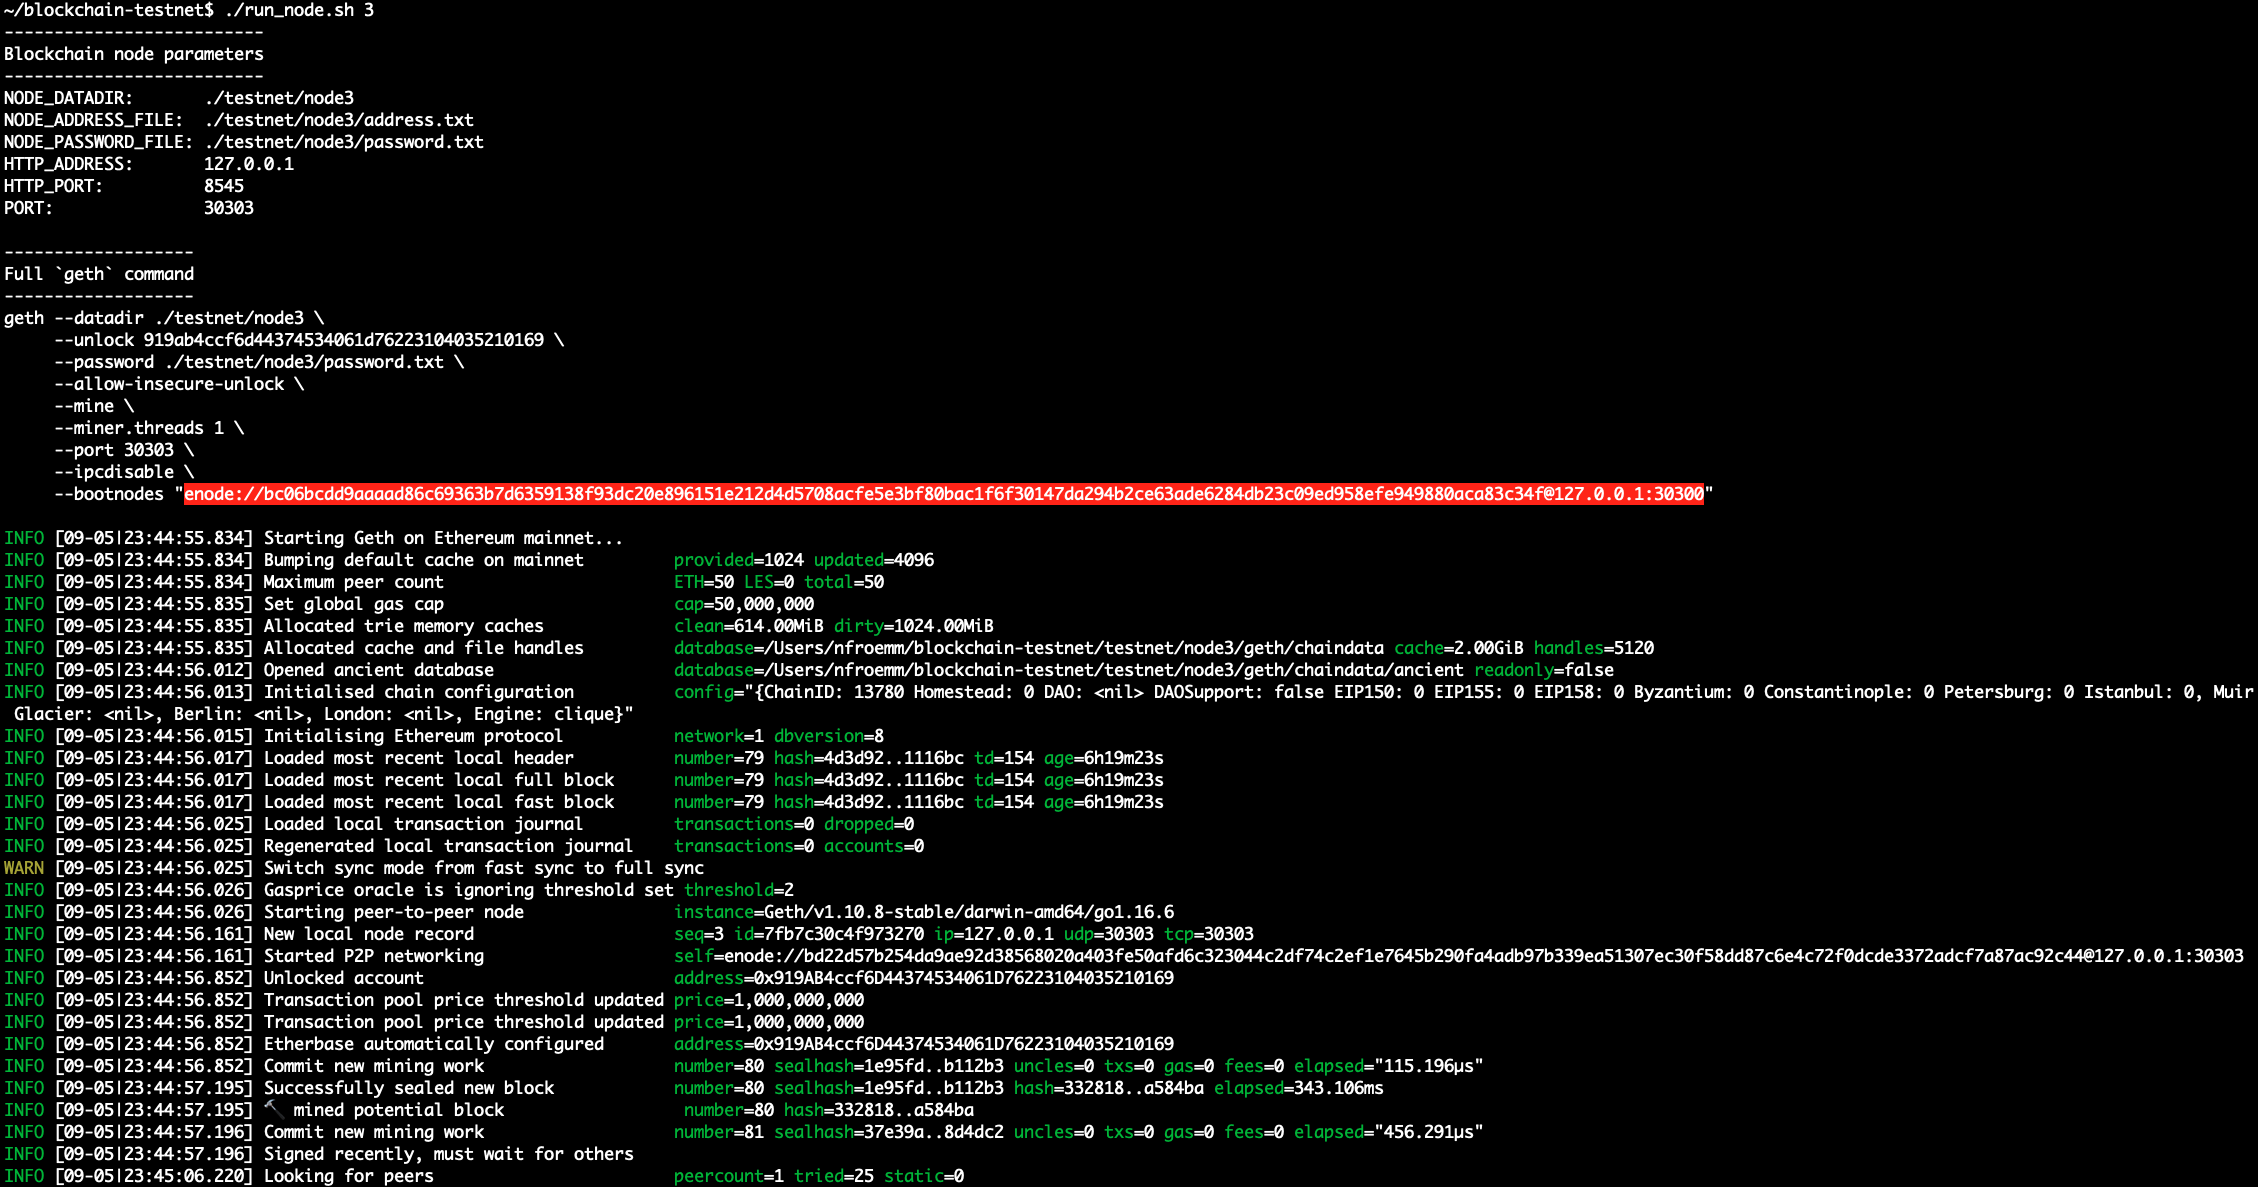 ~/blockchain-testnet$ ./run_node.sh 3
--------------------------
Blockchain node parameters
--------------------------
NODE_DATADIR:       ./testnet/node3
NODE_ADDRESS_FILE:  ./testnet/node3/address.txt
NODE_PASSWORD_FILE: ./testnet/node3/password.txt
HTTP_ADDRESS:       127.0.0.1
HTTP_PORT:          8545
PORT:               30303
-------------------
Full `geth` command
-------------------
geth --datadir ./testnet/node3 \
     --unlock 919ab4ccf6d44374534061d76223104035210169 \
     --password ./testnet/node3/password.txt \
     --allow-insecure-unlock \
     --mine \
     --miner.threads 1 \
     --port 30303 \
     --ipcdisable \
     --bootnodes "enode://bc06bcdd9aaaad86c69363b7d6359138f93dc20e896151e212d4d5708acfe5e3bf80bac1f6f30147da294b2ce63ade6284db23c09ed958efe949880aca83c34f@127.0.0.1:30300"
INFO [09-05|23:44:55.834] Starting Geth on Ethereum mainnet...
INFO [09-05|23:44:55.834] Bumping default cache on mainnet         provided=1024 updated=4096
INFO [09-05|23:44:55.834] Maximum peer count                       ETH=50 LES=0 total=50
INFO [09-05|23:44:55.835] Set global gas cap                       cap=50,000,000
INFO [09-05|23:44:55.835] Allocated trie memory caches             clean=614.00MiB dirty=1024.00MiB
INFO [09-05|23:44:55.835] Allocated cache and file handles         database=/Users/nfroemm/blockchain-testnet/testnet/node3/geth/chaindata cache=2.00GiB handles=5120
INFO [09-05|23:44:56.012] Opened ancient database                  database=/Users/nfroemm/blockchain-testnet/testnet/node3/geth/chaindata/ancient readonly=false
INFO [09-05|23:44:56.013] Initialised chain configuration          config="{ChainID: 13780 Homestead: 0 DAO: <nil> DAOSupport: false EIP150: 0 EIP155: 0 EIP158: 0 Byzantium: 0 Constantinople: 0 Petersburg: 0 Istanbul: 0, Muir
 Glacier: <nil>, Berlin: <nil>, London: <nil>, Engine: clique}"
INFO [09-05|23:44:56.015] Initialising Ethereum protocol           network=1 dbversion=8
INFO [09-05|23:44:56.017] Loaded most recent local header          number=79 hash=4d3d92..1116bc td=154 age=6h19m23s
INFO [09-05|23:44:56.017] Loaded most recent local full block      number=79 hash=4d3d92..1116bc td=154 age=6h19m23s
INFO [09-05|23:44:56.017] Loaded most recent local fast block      number=79 hash=4d3d92..1116bc td=154 age=6h19m23s
INFO [09-05|23:44:56.025] Loaded local transaction journal         transactions=0 dropped=0
INFO [09-05|23:44:56.025] Regenerated local transaction journal    transactions=0 accounts=0
WARN [09-05|23:44:56.025] Switch sync mode from fast sync to full sync
INFO [09-05|23:44:56.026] Gasprice oracle is ignoring threshold set threshold=2
INFO [09-05|23:44:56.026] Starting peer-to-peer node               instance=Geth/v1.10.8-stable/darwin-amd64/go1.16.6
INFO [09-05|23:44:56.161] New local node record                    seq=3 id=7fb7c30c4f973270 ip=127.0.0.1 udp=30303 tcp=30303
INFO [09-05|23:44:56.161] Started P2P networking                   self=enode://bd22d57b254da9ae92d38568020a403fe50afd6c323044c2df74c2ef1e7645b290fa4adb97b339ea51307ec30f58dd87c6e4c72f0dcde3372adcf7a87ac92c44@127.0.0.1:30303
INFO [09-05|23:44:56.852] Unlocked account                         address=0x919AB4ccf6D44374534061D76223104035210169
INFO [09-05|23:44:56.852] Transaction pool price threshold updated price=1,000,000,000
INFO [09-05|23:44:56.852] Transaction pool price threshold updated price=1,000,000,000
INFO [09-05|23:44:56.852] Etherbase automatically configured       address=0x919AB4ccf6D44374534061D76223104035210169
INFO [09-05|23:44:56.852] Commit new mining work                   number=80 sealhash=1e95fd..b112b3 uncles=0 txs=0 gas=0 fees=0 elapsed="115.196µs"
INFO [09-05|23:44:57.195] Successfully sealed new block            number=80 sealhash=1e95fd..b112b3 hash=332818..a584ba elapsed=343.106ms
INFO [09-05|23:44:57.195] 🔨 mined potential block                  number=80 hash=332818..a584ba
INFO [09-05|23:44:57.196] Commit new mining work                   number=81 sealhash=37e39a..8d4dc2 uncles=0 txs=0 gas=0 fees=0 elapsed="456.291µs"
INFO [09-05|23:44:57.196] Signed recently, must wait for others
INFO [09-05|23:45:06.220] Looking for peers                        peercount=1 tried=25 static=0